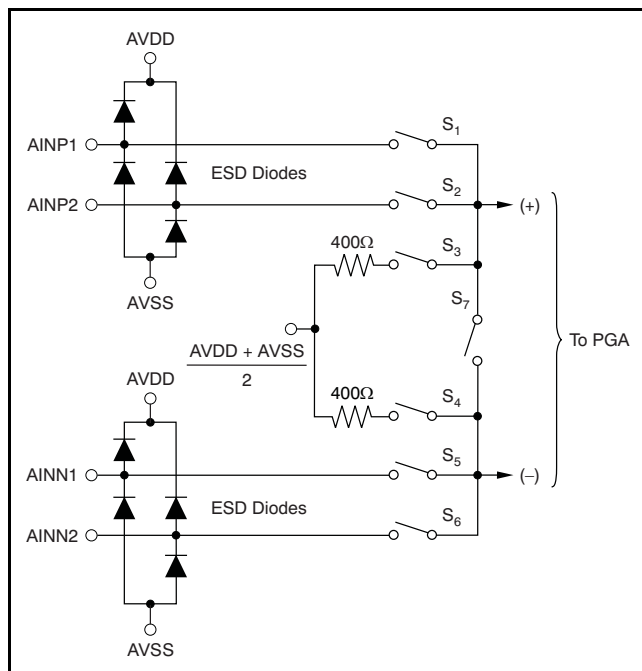 AVDD
AINP1
ESD Diodes
S1
AINP2
S2
(+)
400Ω
S3
AVSS
S7
To PGA
AVDD + AVSS
2
AVDD
400Ω
S4
AINN1
S5
(–)
ESD Diodes
AINN2
S6
AVSS